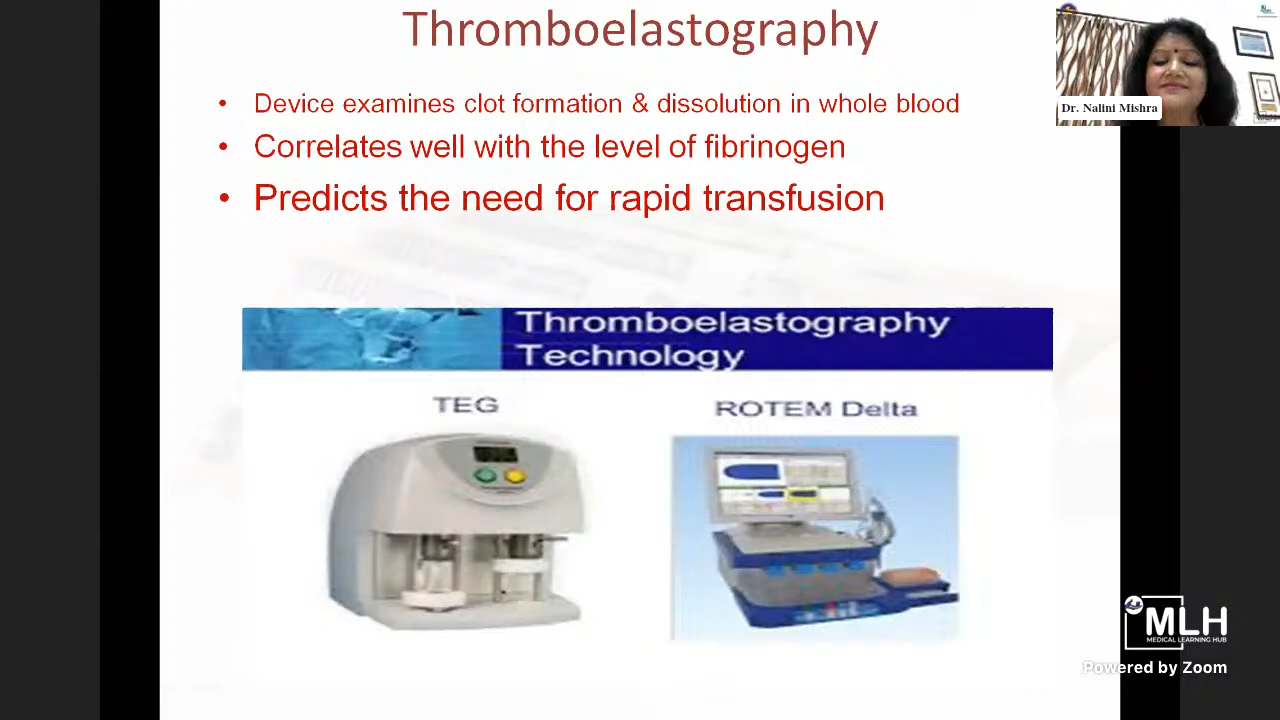 Thromboelastography
• Device examines clot formation & dissolution in whole blood
• Correlates well with the level of fibrinogen
• Predicts the need for rapid transfusion
Thromboelastography
Technology
TEG
ROTEM Delta
Dr. Nalini Mishra
MLH
MLH
MEDICAL LEARNING HUB
Powered by Zoom